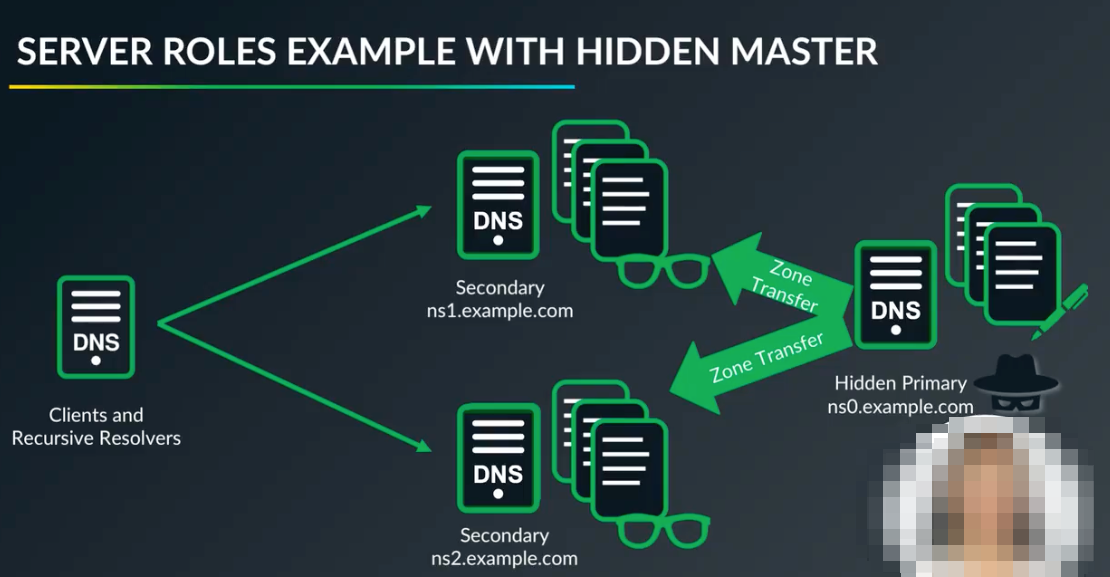 SERVER ROLES EXAMPLE WITH HIDDEN MASTER
DNS
Clients and
Recursive Resolvers
DNS
Secondary
ns1.example.com
DNS
Secondary
ns2.example.com
Zone
Transfer
Zone Transfer
DNS
Hidden Primary
ns0.example.com